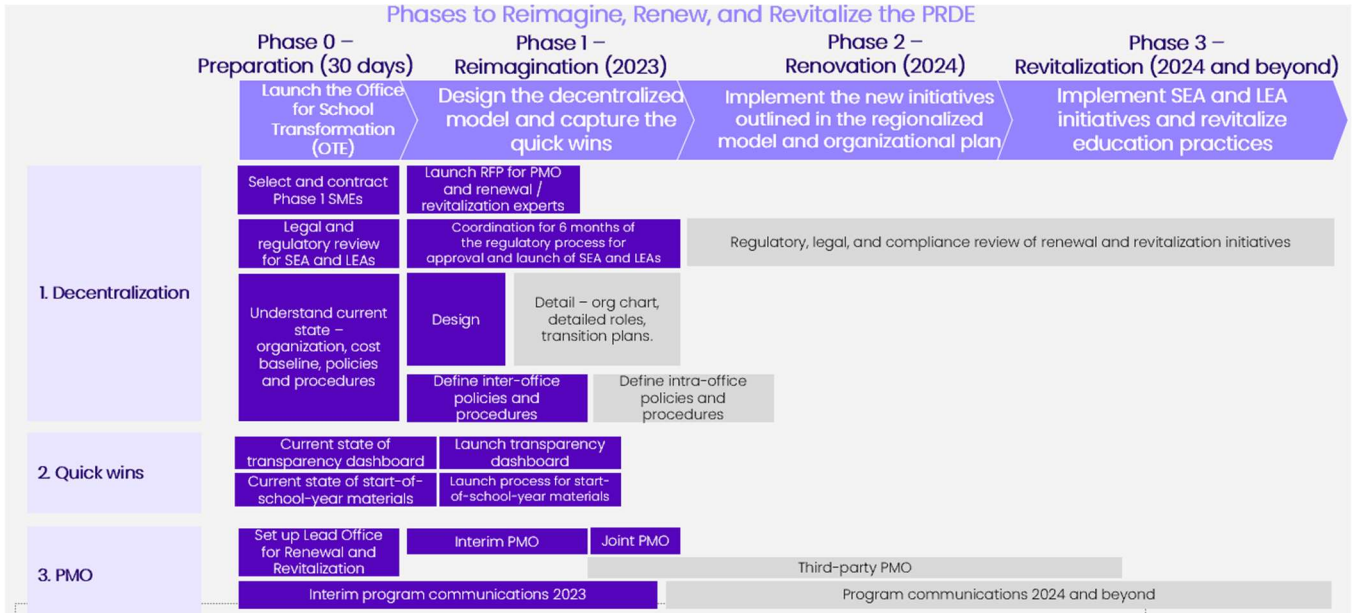 Phases to Reimagine, Renew, and Revitalize the PRDE
Phase 0 –
Preparation (30 days)
Phase 1 –
Reimagination (2023)
Phase 2 –
Renovation (2024)
Phase 3 –
Revitalization (2024 and beyond)
Launch the Office
for School
Transformation
(OTE)
Design the decentralized
model and capture the
quick wins
Implement the new initiatives
outlined in the regionalized
model and organizational plan
Implement SEA and LEA
initiatives and revitalize
education practices
1. Decentralization
Select and contract
Phase 1 SMEs
Launch RFP for PMO
and renewal /
revitalization experts
Legal and
regulatory review
for SEA and LEAs
Coordination for 6 months of
the regulatory process for
approval and launch of SEA and LEAs
Regulatory, legal, and compliance review of renewal and revitalization initiatives
Understand current
state –
organization, cost
baseline, policies
and procedures
Design
Detail – org chart,
detailed roles,
transition plans.
Define inter-office
policies and
procedures
Define intra-office
policies and
procedures
2. Quick wins
Current state of
transparency dashboard
Launch transparency
dashboard
Current state of start-of-
school-year materials
Launch process for start-
of-school-year materials
3. PMO
Set up Lead Office
for Renewal and
Revitalization
Interim PMO
Joint PMO
Third-party PMO
Interim program communications 2023
Program communications 2024 and beyond